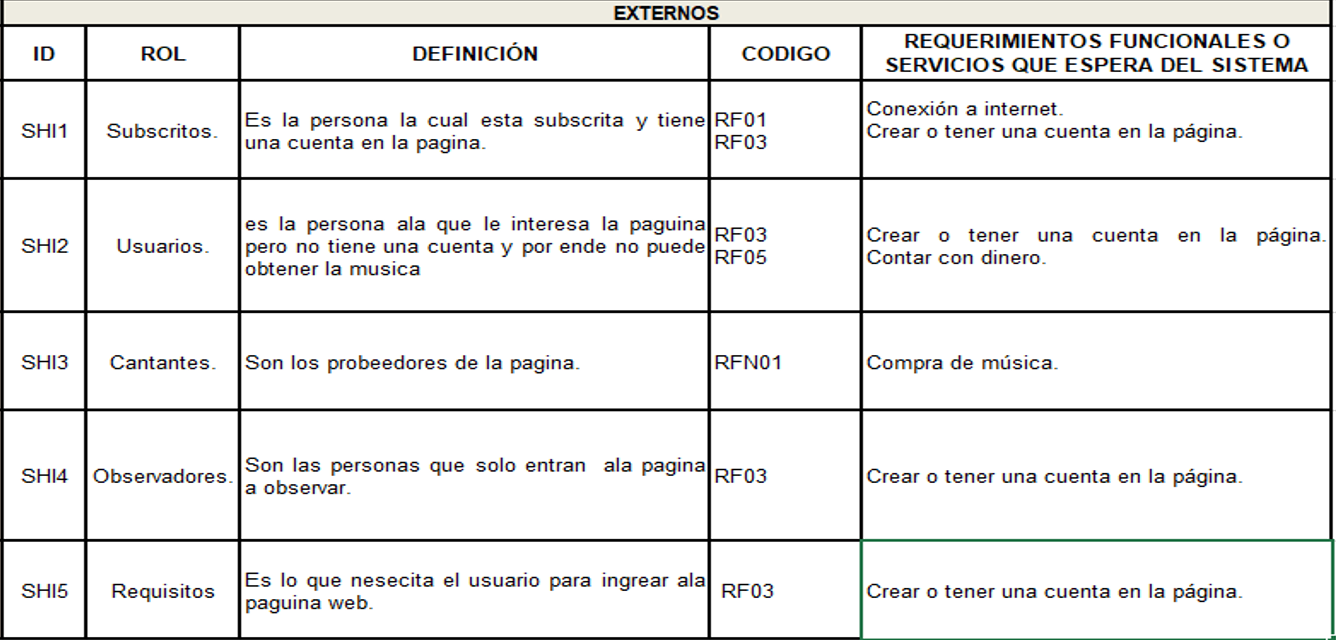 EXTERNOS
ID
ROL
DEFINICIÓN
CODIGO
REQUERIMIENTOS FUNCIONALES O
SERVICIOS QUE ESPERA DEL SISTEMA
SHI1
Subscritos.
Es la persona la cual esta subscrita y tiene
una cuenta en la pagina.
RF01
RF03
Conexión a internet.
Crear o tener una cuenta en la página.
SHI2
Usuarios.
es la persona ala que le interesa la paguina
pero no tiene una cuenta y por ende no puede
obtener la musica
RF03
RF05
Crear o tener una cuenta en la página.
Contar con dinero.
SHI3
Cantantes.
Son los probeedores de la pagina.
RFN01
Compra de música.
SHI4
Observadores.
Son las personas que solo entran ala pagina
a observar.
RF03
Crear o tener una cuenta en la página.
SHI5
Requisitos
Es lo que nesecita el usuario para ingrear ala
paguina web.
RF03
Crear o tener una cuenta en la página.